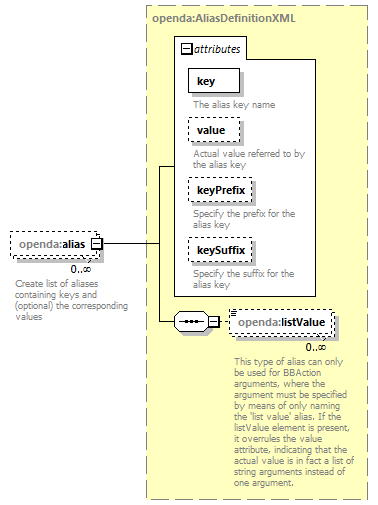 openda:AliasDefinitionXML
attributes
key
The alias key name
value
Actual value referred to by
the alias key
keyPrefix
Specify the prefix for the
alias key
keySuffix
Specify the suffix for the
alias key
openda:alias
0..∞
Create list of aliases
containing keys and
(optional) the corresponding
values
openda:listValue
0..∞
This type of alias can only
be used for BBAction
arguments, where the
argument must be specified
by means of only naming
the 'list value' alias. If the
listValue element is present,
it overrules the value
attribute, indicating that the
actual value is in fact a list of
string arguments instead of
one argument.